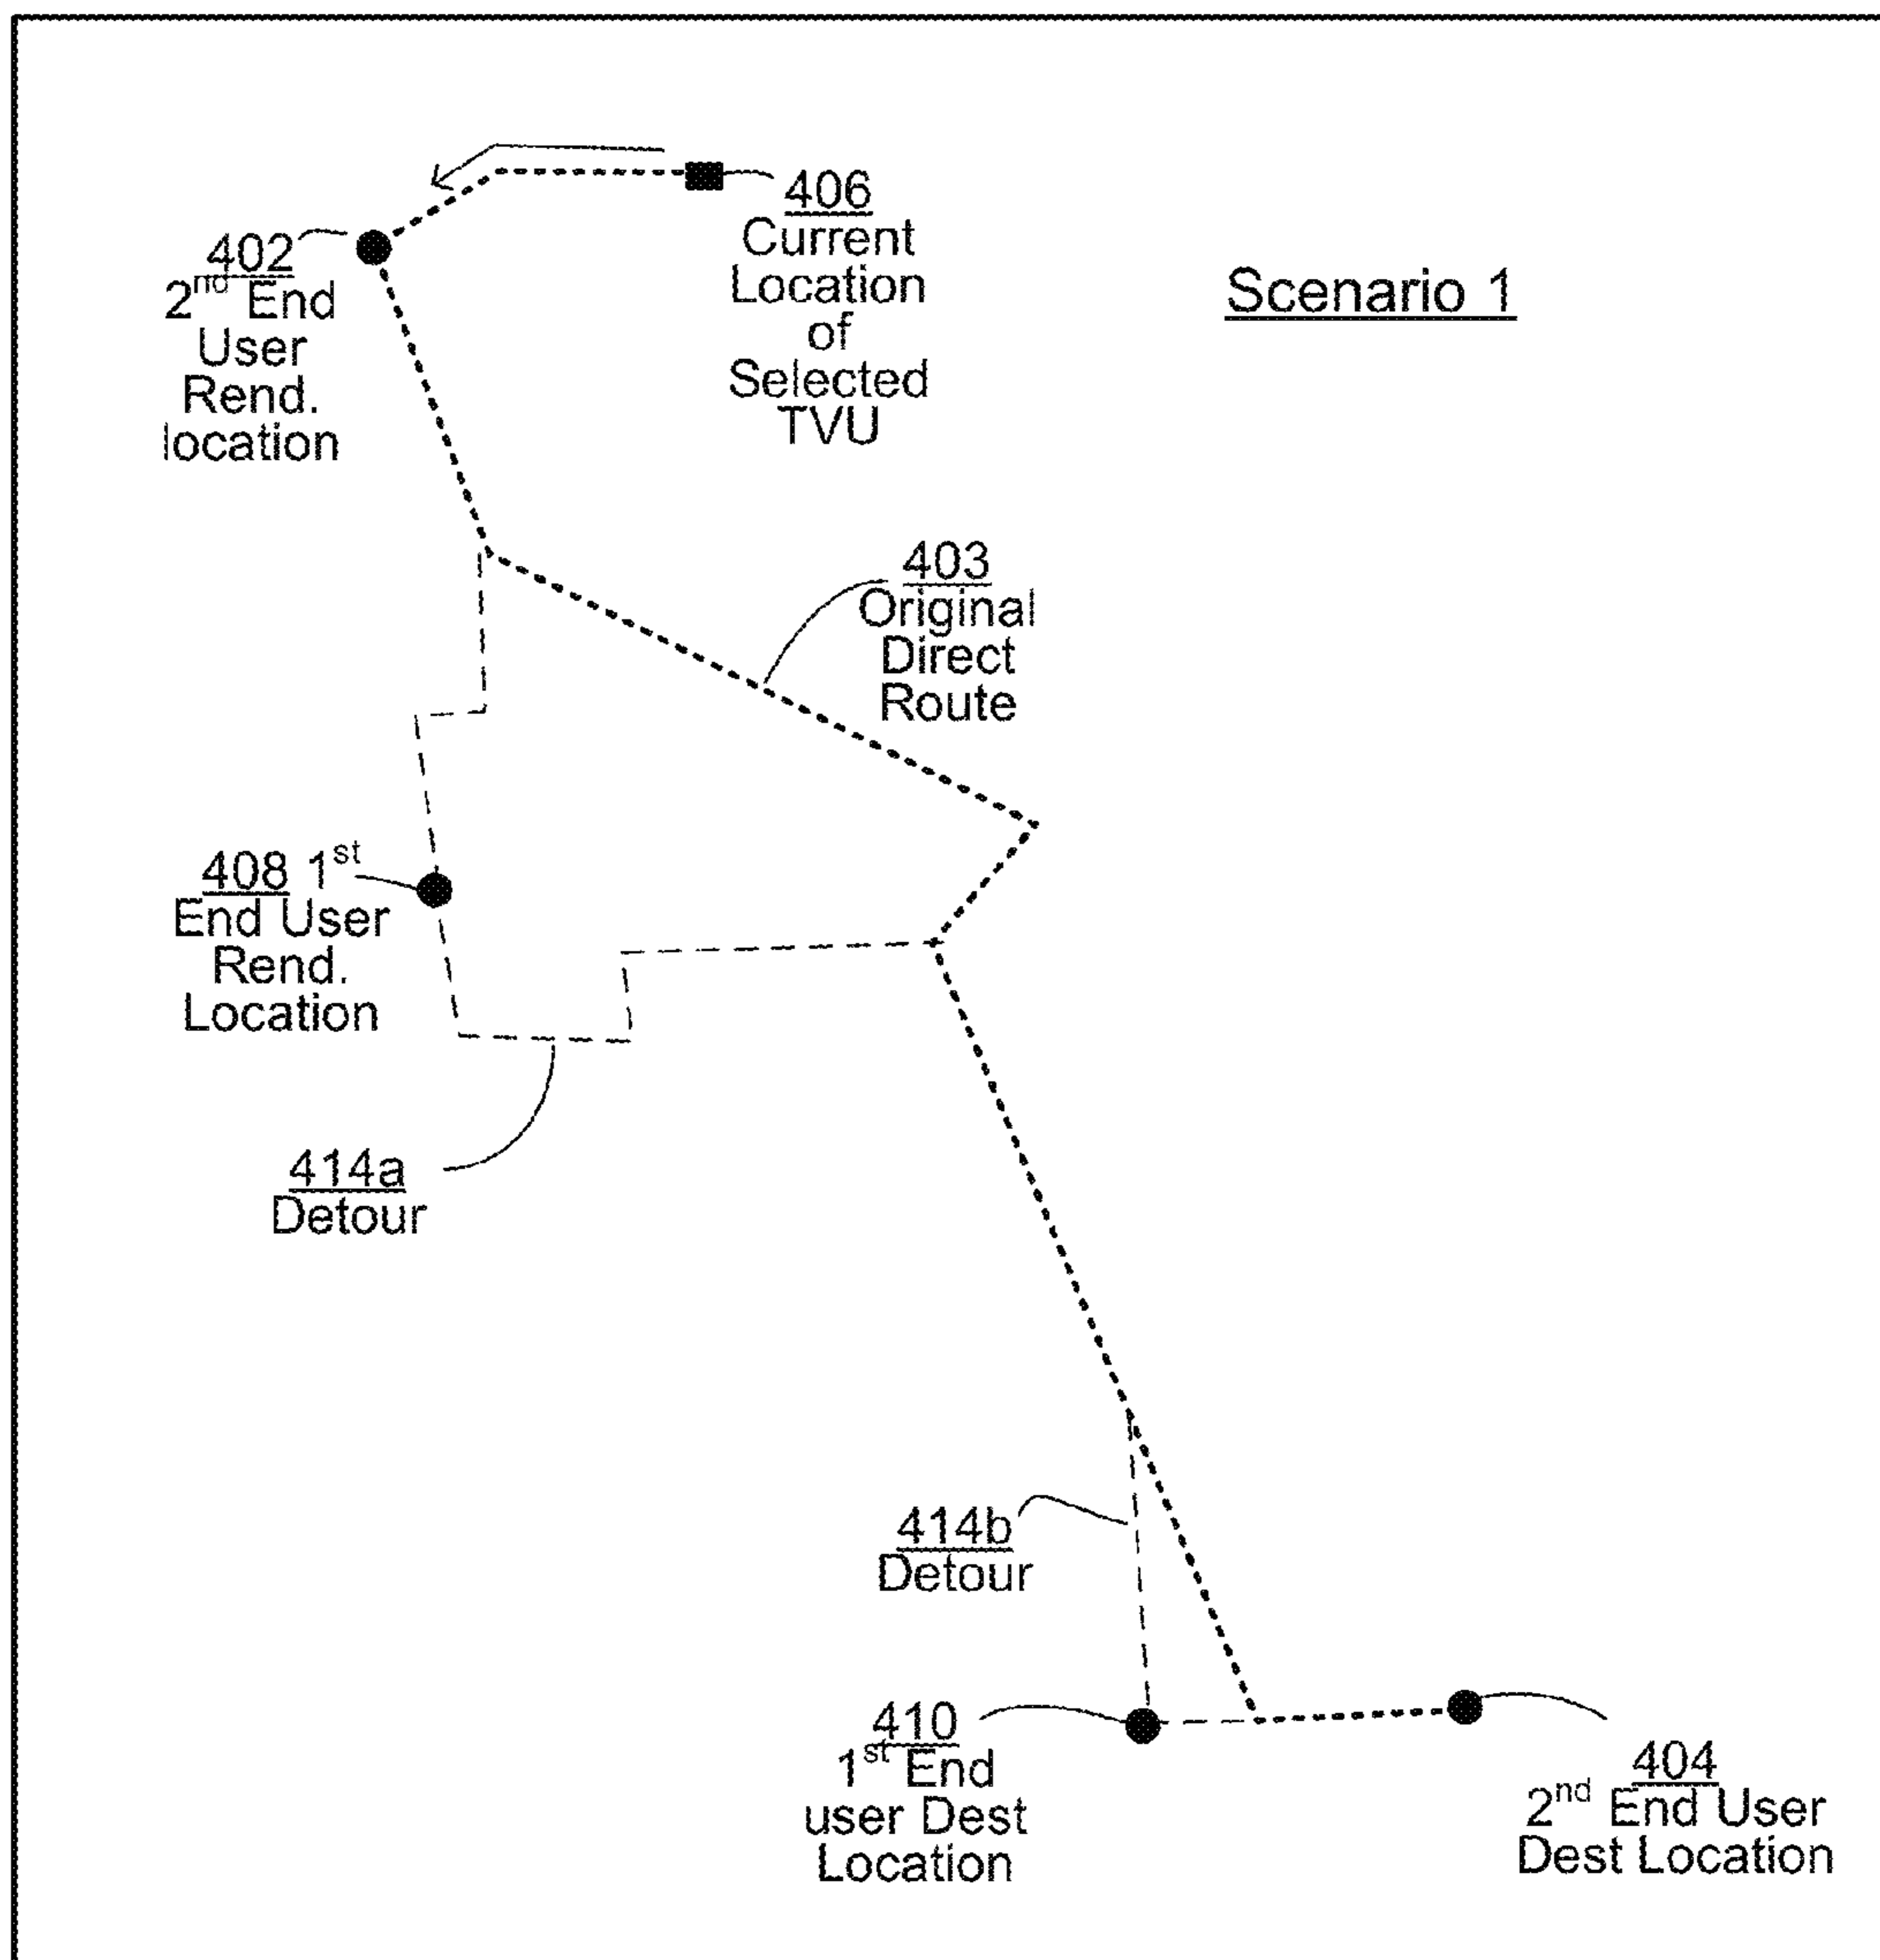 406
Current
Location
of
Selected
TVU
402
2nd End
User
Rend.
location
Scenario 1
403
Original
Direct
Route
408 1st
End User
Rend.
Location
414a
Detour
414b
Detour
410
1st End
user Dest
Location
404
2nd End User
Dest Location